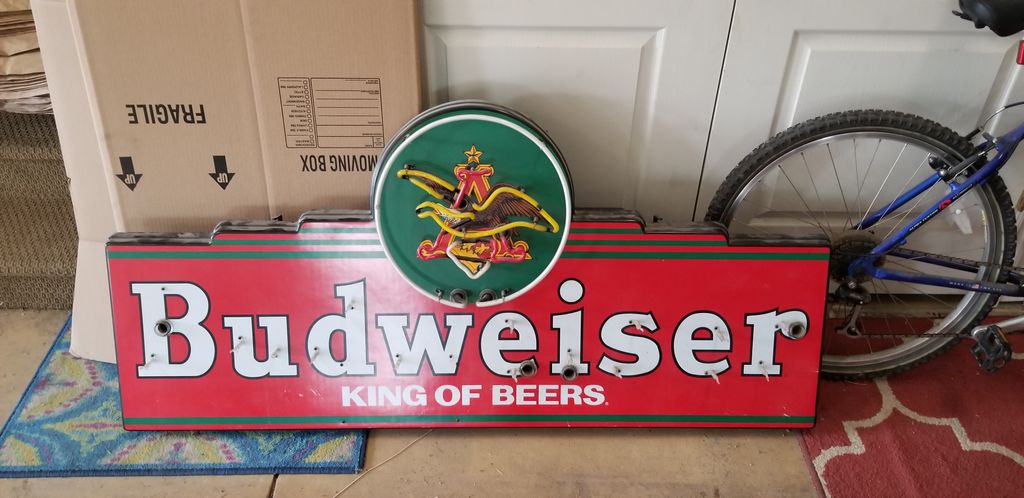 FRAGILE
UP
UP
MOVING BOX
A
Budweiser
KING OF BEERS.